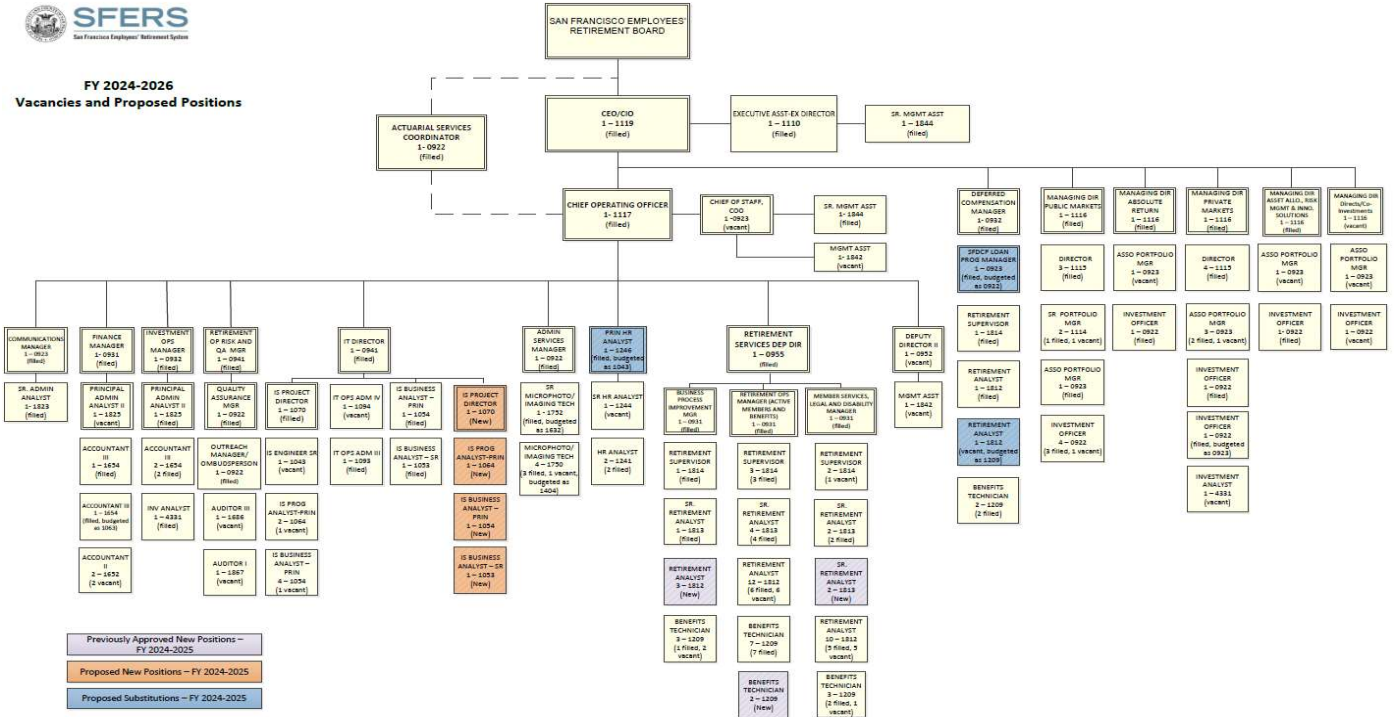 SFERS
San Francisco Employees' Retirement System
FY 2024-2026
Vacancies and Proposed Positions
SAN FRANCISCO EMPLOYEES'
RETIREMENT BOARD
ACTUARIAL SERVICES
COORDINATOR
1- 0922
(filled)
CEO/CIO
1 – 1119
(filled)
EXECUTIVE ASST-EX DIRECTOR
1 – 1110
(filled)
SR. MGMT ASST
1 – 1844
(filled)
CHIEF OPERATING OFFICER
1- 1117
(filled)
CHIEF OF STAFF,
COO
1 -0923
(vacant)
SR. MGMT ASST
1- 1844
(filled)
MGMT ASST
1- 1842
(vacant)
DEFERRED
COMPENSATION
MANAGER
1- 0932
(filled)
SFDCP LOAN
PROG MANAGER
1 – 0923
(filled, budgeted
as 0922)
RETIREMENT
SUPERVISOR
1 – 1814
(filled)
RETIREMENT
ANALYST
1 – 1812
(filled)
RETIREMENT
ANALYST
1 – 1812
(vacant, budgeted
as 1209)
BENEFITS
TECHNICIAN
2 – 1209
(2 filled)
MANAGING DIR
PUBLIC MARKETS
1 – 1116
(filled)
DIRECTOR
3 – 1115
(filled)
SR PORTFOLIO
MGR
2 – 1114
(1 filled, 1 vacant)
ASSO PORTFOLIO
MGR
1 – 0923
(filled)
INVESTMENT
OFFICER
4 – 0922
(3 filled, 1 vacant)
MANAGING DIR
ABSOLUTE
RETURN
1 – 1116
(filled)
ASSO PORTFOLIO
MGR
1 – 0923
(vacant)
INVESTMENT
OFFICER
1 – 0922
(filled)
MANAGING DIR
PRIVATE
MARKETS
1 – 1116
(filled)
DIRECTOR
4 – 1115
(filled)
ASSO PORTFOLIO
MGR
3 – 0923
(2 filled, 1 vacant)
INVESTMENT
OFFICER
1 – 0922
(filled)
INVESTMENT
OFFICER
1 – 0922
(filled, budgeted
as 0923)
INVESTMENT
ANALYST
1 – 4331
(vacant)
MANAGING DIR
ASSET ALLO., RISK
MGMT & INNO.
SOLUTIONS
1 – 1116
(filled)
ASSO PORTFOLIO
MGR
1 – 0923
(vacant)
INVESTMENT
OFFICER
1- 0922
(filled)
MANAGING DIR
Directs/Co-
Investments
1 – 1116
(vacant)
ASSO
PORTFOLIO
MGR
1 – 0923
(vacant)
INVESTMENT
OFFICER
1 – 0922
(vacant)
COMMUNICATIONS
MANAGER
1 – 0923
(filled)
SR. ADMIN
ANALYST
1- 1823
(filled)
FINANCE
MANAGER
1- 0931
(filled)
PRINCIPAL
ADMIN
ANALYST II
1 – 1825
(vacant)
ACCOUNTANT
III
1 – 1654
(filled)
ACCOUNTANT III
1 - 1654
(filled, budgeted
as 1063)
ACCOUNTANT
II
2 – 1652
(2 vacant)
INVESTMENT
OPS
MANAGER
1 – 0932
(filled)
PRINCIPAL
ADMIN
ANALYST II
1 – 1825
(filled)
ACCOUNTANT
III
2 – 1654
(2 filled)
INV ANALYST
1 – 4331
(filled)
RETIREMENT
OP RISK AND
QA MGR
1 – 0941
(filled)
QUALITY
ASSURANCE
MGR
1 – 0922
(filled)
OUTREACH
MANAGER/
OMBUDSPERSON
1 – 0922
(filled)
AUDITOR III
1 – 1686
(vacant)
AUDITOR I
1 – 1867
(vacant)
IT DIRECTOR
1 – 0941
(filled)
IS PROJECT
DIRECTOR
1 – 1070
(filled)
IS ENGINEER SR
1 – 1043
(vacant)
IS PROG
ANALYST-PRIN
2 – 1064
(1 vacant)
IS BUSINESS
ANALYST –
PRIN
4 – 1054
(1 vacant)
IT OPS ADM IV
1 – 1094
(vacant)
IT OPS ADM III
1 – 1093
(filled)
IS BUSINESS
ANALYST –
PRIN
1 – 1054
(filled)
IS BUSINESS
ANALYST – SR
1 – 1053
(filled)
IS PROJECT
DIRECTOR
1 – 1070
(New)
IS PROG
ANALYST-PRIN
1 – 1064
(New)
IS BUSINESS
ANALYST –
PRIN
1 – 1054
(New)
IS BUSINESS
ANALYST – SR
1 – 1053
(New)
ADMIN
SERVICES
MANAGER
1 – 0922
(filled)
SR
MICROPHOTO/
IMAGING TECH
1 - 1752
(filled, budgeted
as 1632)
MICROPHOTO/
IMAGING TECH
4 – 1750
(3 filled, 1 vacant,
budgeted as
1404)
PRIN HR
ANALYST
1 – 1246
(filled, budgeted
as 1043)
SR HR ANALYST
1 – 1244
(vacant)
HR ANALYST
2 – 1241
(2 filled)
RETIREMENT
SERVICES DEP DIR
1 – 0955
(filled)
BUSINESS
PROCESS
IMPROVEMENT
MGR
1 – 0931
(filled)
RETIREMENT
SUPERVISOR
1 – 1814
(filled)
SR.
RETIREMENT
ANALYST
1 – 1813
(filled)
RETIREMENT
ANALYST
3 – 1812
(New)
BENEFITS
TECHNICIAN
3 – 1209
(1 filled, 2
vacant)
RETIREMENT OPS
MANAGER (ACTIVE
MEMBERS AND
BENEFITS)
1 – 0931
(filled)
RETIREMENT
SUPERVISOR
3 – 1814
(3 filled)
SR.
RETIREMENT
ANALYST
4 – 1813
(4 filled)
RETIREMENT
ANALYST
12 – 1812
(6 filled, 6
vacant)
BENEFITS
TECHNICIAN
7 – 1209
(7 filled)
BENEFITS
TECHNICIAN
2 – 1209
(New)
MEMBER SERVICES,
LEGAL AND DISABILITY
MANAGER
1 – 0931
(filled)
RETIREMENT
SUPERVISOR
2 – 1814
(1 vacant)
SR.
RETIREMENT
ANALYST
2 – 1813
(2 filled)
SR.
RETIREMENT
ANALYST
2 – 1813
(New)
RETIREMENT
ANALYST
10 – 1812
(5 filled, 5
vacant)
BENEFITS
TECHNICIAN
3 – 1209
(2 filled, 1
vacant)
DEPUTY
DIRECTOR II
1 – 0952
(vacant)
MGMT ASST
1 – 1842
(vacant)
Previously Approved New Positions –
FY 2024-2025
Proposed New Positions – FY 2024-2025
Proposed Substitutions – FY 2024-2025